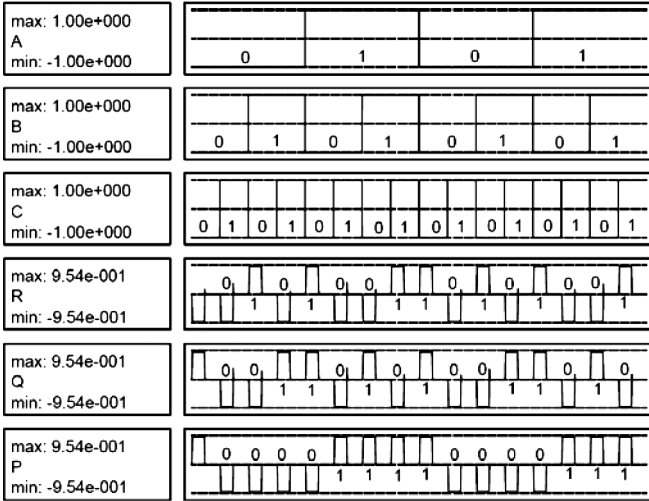 max: 1.00e+000
A
min: -1.00e+000
0 1 0 1
max: 1.00e+000
B
min: -1.00e+000
0 1 0 1 0 1 0 1
max: 1.00e+000
C
min: -1.00e+000
0 1 0 1 0 1 0 1 0 1 0 1 0 1 0 1
max: 9.54e-001
R
min: -9.54e-001
0 0 0 0 0 0 0 0
1 1 1 1 1 1 1
max: 9.54e-001
Q
min: -9.54e-001
0 0 0 0 0 0 0 0
1 1 1 1 1 1 1
max: 9.54e-001
P
min: -9.54e-001
0 0 0 0 0 0 0 0
1 1 1 1 1 1 1